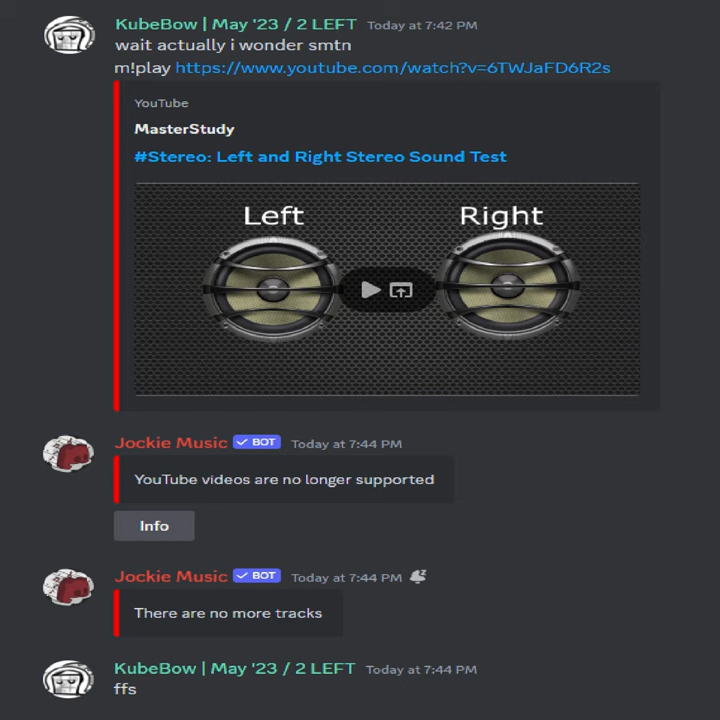 KubeBow | May '23 / 2 LEFT Today at 7:42 PM
wait actually i wonder smtn
m!play https://www.youtube.com/watch?v=6TWJaFD6R2s
YouTube
MasterStudy
#Stereo: Left and Right Stereo Sound Test
Left Right
Jockie Music BOT Today at 7:44 PM
YouTube videos are no longer supported
Info
Jockie Music BOT Today at 7:44 PM
There are no more tracks
KubeBow | May '23 / 2 LEFT Today at 7:44 PM
ffs